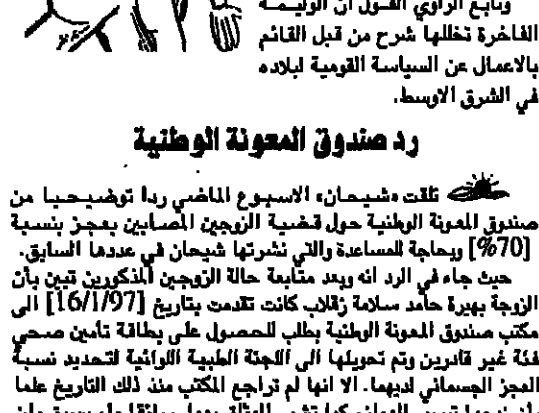 وتابع الراوي القول ان الوليمة
الفاخرة تخللها شرح من قبل القائم
بالاعمال عن السياسة القومية لبلاده
في الشرق الاوسط.
رد صندوق المعونة الوطنية
تلقت «شيحان» الاسبوع الماضي ردا توضيحيا من
صندوق المعونة الوطنية حول قضية الزوجين المصابين بعجز بنسبة
[70%] وبحاجة للمساعدة والتي نشرتها شيحان في عددها السابق.
حيث جاء في الرد انه وبعد متابعة حالة الزوجين المذكورين تبين بأن
الزوجة بهيرة حامد سلامة زقلاب كانت تقدمت بتاريخ [16/1/97] الى
مكتب صندوق المعونة الوطنية بطلب للحصول على بطاقة تأمين صحي
فئة غير قادرين وتم تحويلها الى اللجنة الطبية اللوائية لتحديد نسبة
العجز الجسماني لديها. الا انها لم تراجع المكتب منذ ذلك التاريخ علما